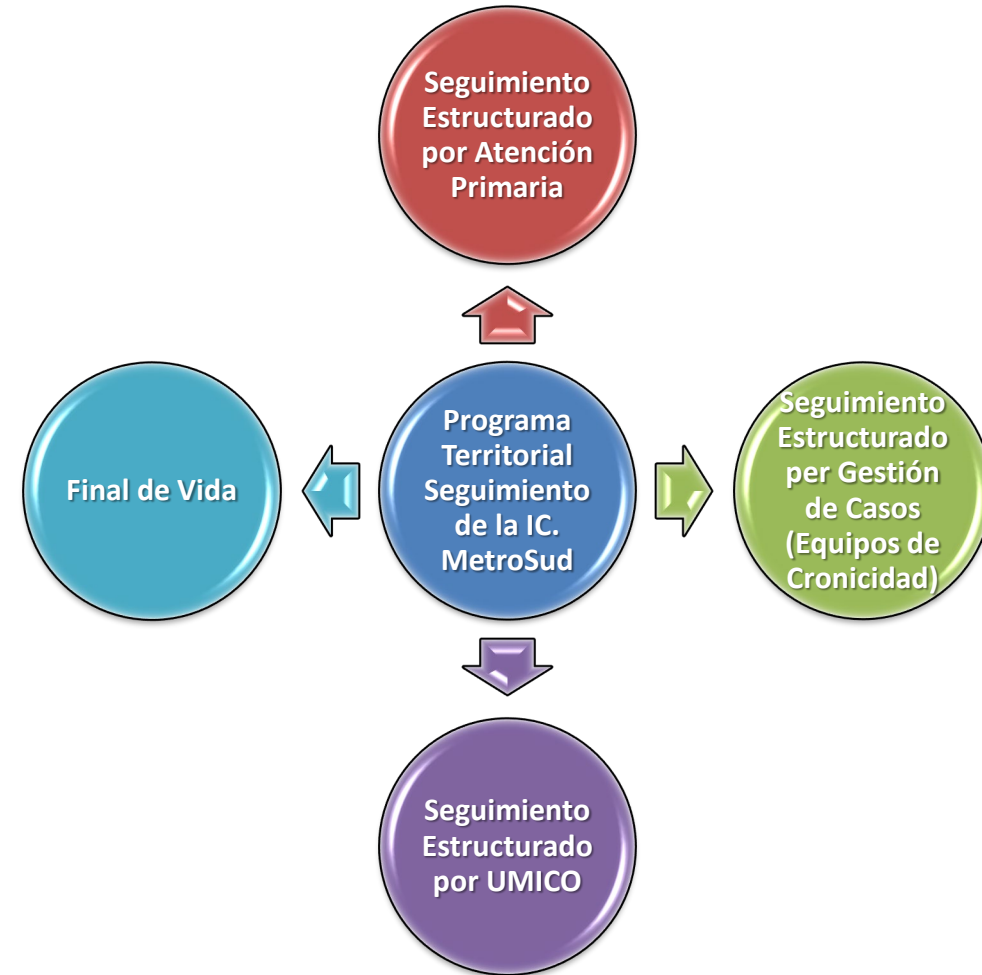 Seguimiento
Estructurado
por Atención
Primaria
Final de Vida
Programa
Territorial
Seguimiento
de la IC.
MetroSud
Seguimiento
Estructurado
per Gestión
de Casos
(Equipos de
Cronicidad)
Seguimiento
Estructurado
por UMICO